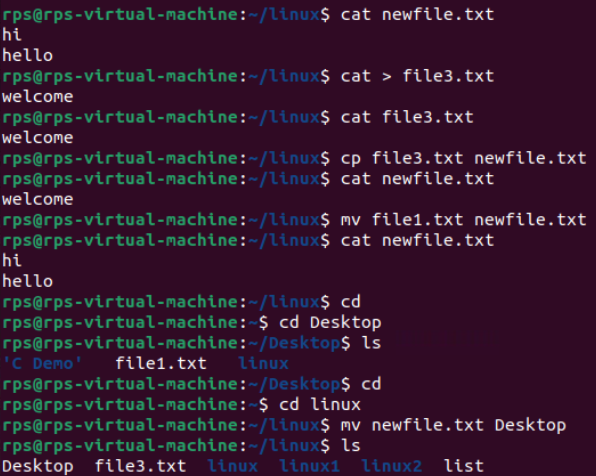 rps@rps-virtual-machine:~/linux$ cat newfile.txt
hi
hello
rps@rps-virtual-machine:~/linux$ cat > file3.txt
welcome
rps@rps-virtual-machine:~/linux$ cat file3.txt
welcome
rps@rps-virtual-machine:~/linux$ cp file3.txt newfile.txt
rps@rps-virtual-machine:~/linux$ cat newfile.txt
welcome
rps@rps-virtual-machine:~/linux$ mv file1.txt newfile.txt
rps@rps-virtual-machine:~/linux$ cat newfile.txt
hi
hello
rps@rps-virtual-machine:~/linux$ cd
rps@rps-virtual-machine:~$ cd Desktop
rps@rps-virtual-machine:~/Desktop$ ls
'C Demo'   file1.txt   linux
rps@rps-virtual-machine:~/Desktop$ cd
rps@rps-virtual-machine:~$ cd linux
rps@rps-virtual-machine:~/linux$ mv newfile.txt Desktop
rps@rps-virtual-machine:~/linux$ ls
Desktop  file3.txt  linux  linux1  linux2  list